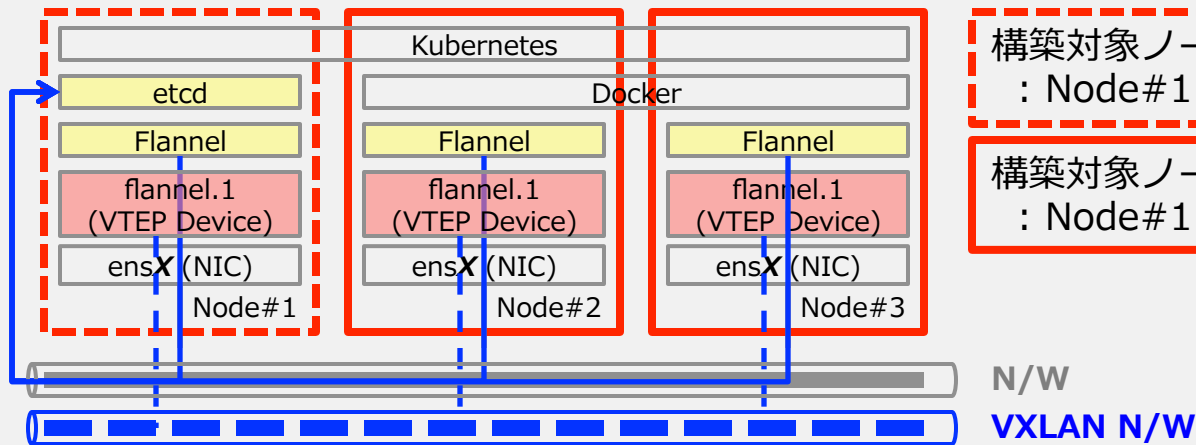 Kubernetes
etcd
Docker
Flannel
Flannel
Flannel
flannel.1
(VTEP Device)
flannel.1
(VTEP Device)
flannel.1
(VTEP Device)
ensX (NIC)
ensX (NIC)
ensX (NIC)
Node#1
Node#2
Node#3
構築対象ノー
: Node#1
構築対象ノー
: Node#1
N/W
VXLAN N/W